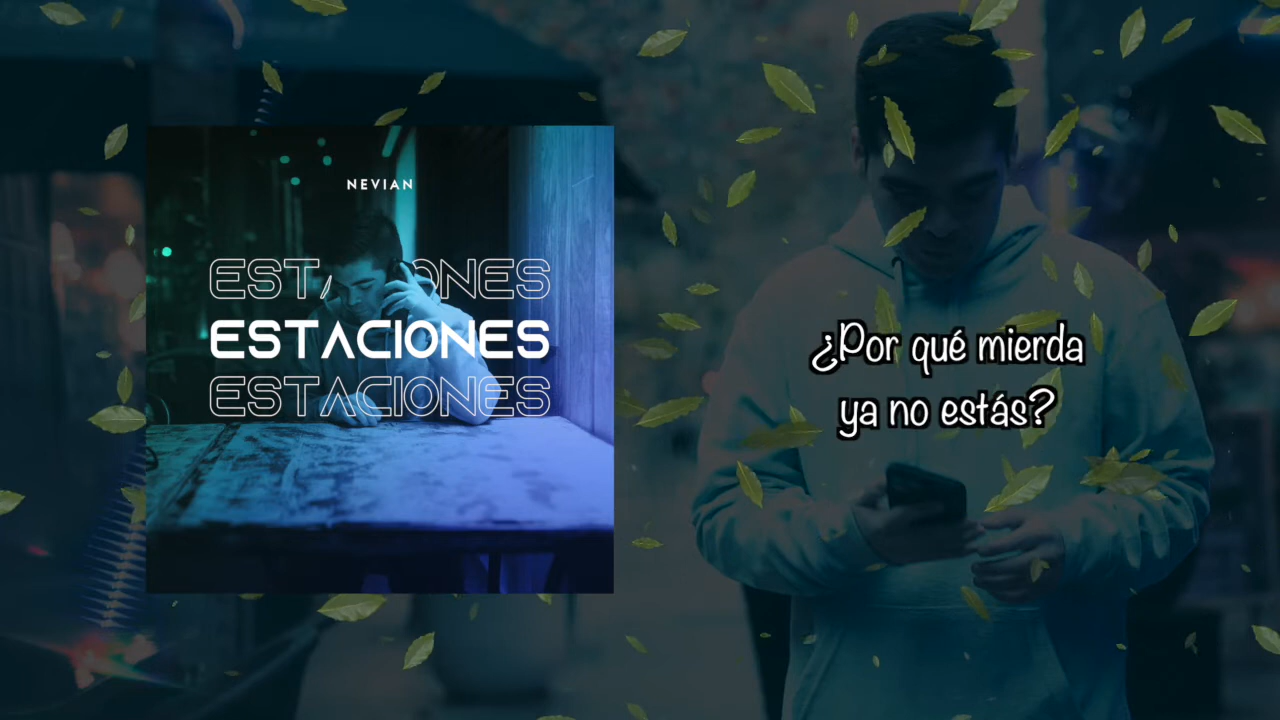 NEVIAN
ESTACIONES
ESTACIONES
ESTACIONES
¿Por qué mierda
ya no estás?